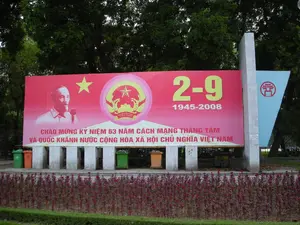 2-9
1945-2008
CHÀO MỪNG KỶ NIỆM 63 NĂM CÁCH MẠNG THÁNG TÁM
VÀ QUỐC KHÁNH NƯỚC CỘNG HÒA XÃ HỘI CHỦ NGHĨA VIỆT NAM